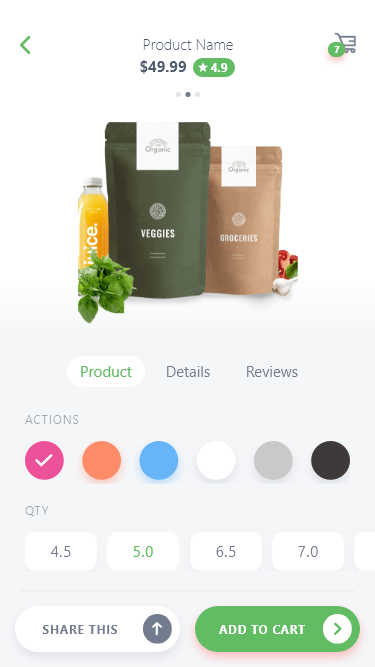 Product Name
7
$49.99 ★ 4.9
Organic
Organic
juice.
VEGGIES
GROCERIES
Product Details Reviews
ACTIONS
QTY
4.5 5.0 6.5 7.0
SHARE THIS ADD TO CART